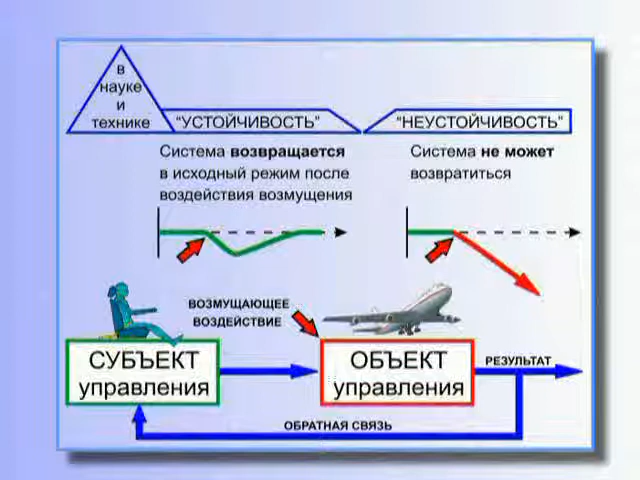 в
науке
и
технике
"УСТОЙЧИВОСТЬ"
"НЕУСТОЙЧИВОСТЬ"
Система возвращается
в исходный режим после
воздействия возмущения
Система не может
возвратиться
ВОЗМУЩАЮЩЕЕ
ВОЗДЕЙСТВИЕ
СУБЪЕКТ
управления
ОБЪЕКТ
управления
РЕЗУЛЬТАТ
ОБРАТНАЯ СВЯЗЬ